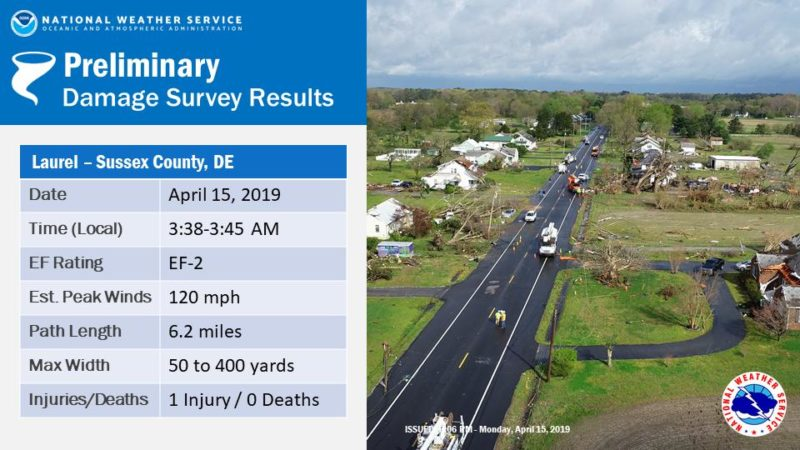 NATIONAL WEATHER SERVICE
OCEANIC AND ATMOSPHERIC ADMINISTRATION
Preliminary
Damage Survey Results
Laurel – Sussex County, DE
Date April 15, 2019
Time (Local) 3:38-3:45 AM
EF Rating EF-2
Est. Peak Winds 120 mph
Path Length 6.2 miles
Max Width 50 to 400 yards
Injuries/Deaths 1 Injury / 0 Deaths
NATIONAL WEATHER SERVICE
ISSUED PM - Monday, April 15, 2019